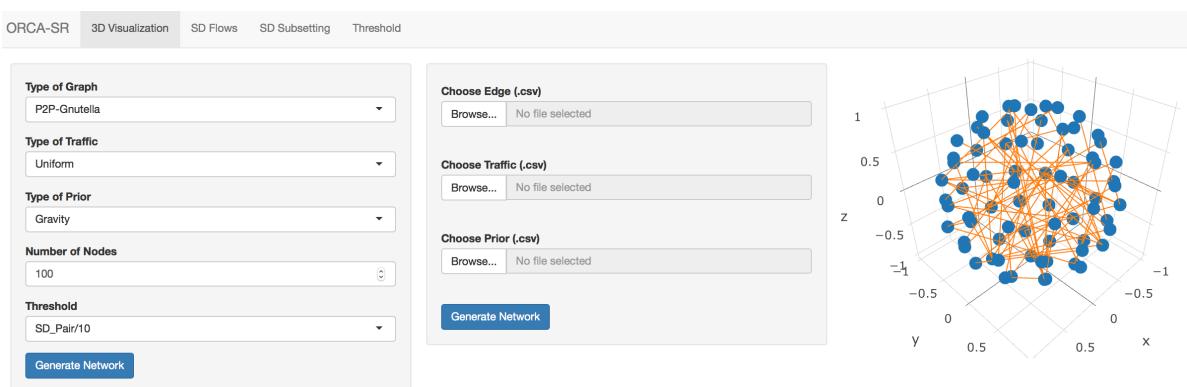 ORCA-SR 3D Visualization SD Flows SD Subsetting Threshold
Type of Graph
P2P-Gnutella
Type of Traffic
Uniform
Type of Prior
Gravity
Number of Nodes
100
Threshold
SD_Pair/10
Generate Network
Choose Edge (.csv)
Browse... No file selected
Choose Traffic (.csv)
Browse... No file selected
Choose Prior (.csv)
Browse... No file selected
Generate Network
1
0.5
0
z
−0.5
−1
−1
−0.5
0
y
0.5
−1
−0.5
0
x
0.5